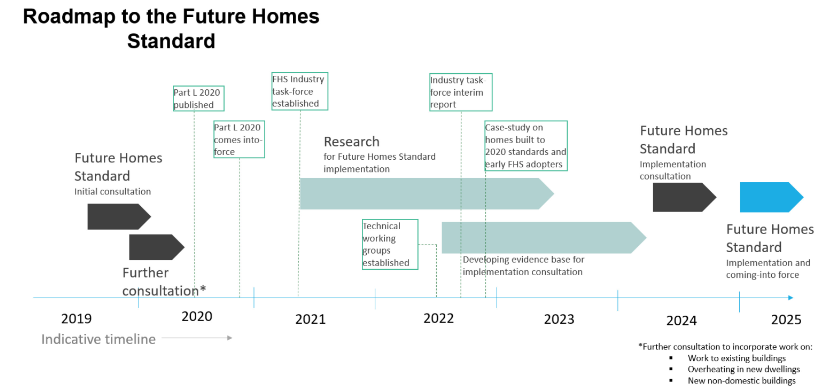 Roadmap to the Future Homes
Standard
Part L 2020
published
FHS Industry
task-force
established
Industry task
force interim
report
Part L 2020
comes into-
force
Case-study on
homes built to
2020 standards and
early FHS adopters
Future Homes
Standard
Initial consultation
Research
for Future Homes Standard
implementation
Future Homes
Standard
Implementation
consultation
Further
consultation*
Technical
working
groups
established
Developing evidence base for
implementation consultation
Future Homes
Standard
Implementation and
coming-into force
2019
2020
2021
2022
2023
2024
2025
Indicative timeline
*Further consultation to incorporate work on:
▪ Work to existing buildings
▪ Overheating in new dwellings
▪ New non-domestic buildings